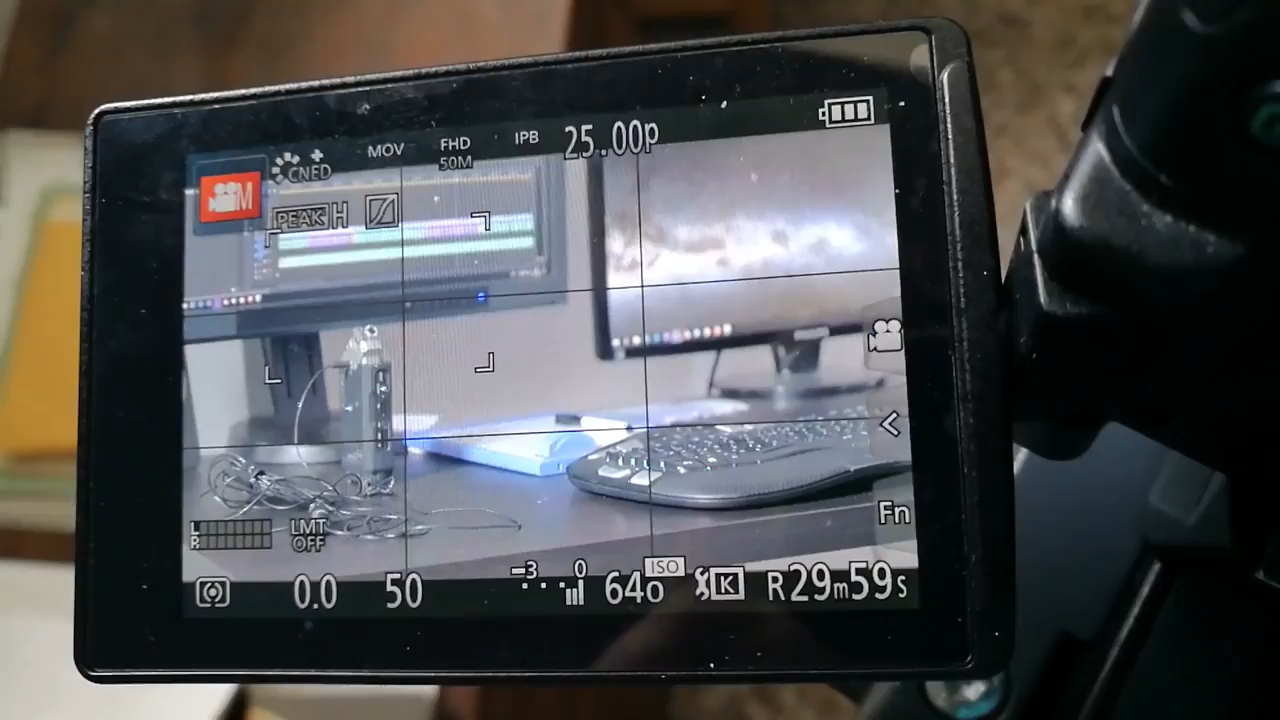 MOV FHD IPB 25.00p
CNED 50M
M
PEAK H
Fn
L LMT
R OFF
-3 0 ISO
0.0 50 640 K R29m59s